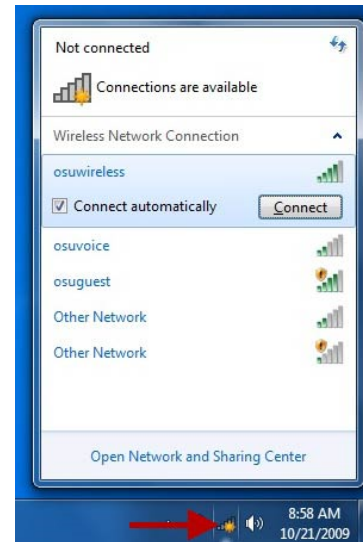 Not connected
Connections are available
Wireless Network Connection
osuwireless
Connect automatically
Connect
osuvoice
osuguest
Other Network
Other Network
Open Network and Sharing Center
8:58 AM
10/21/2009